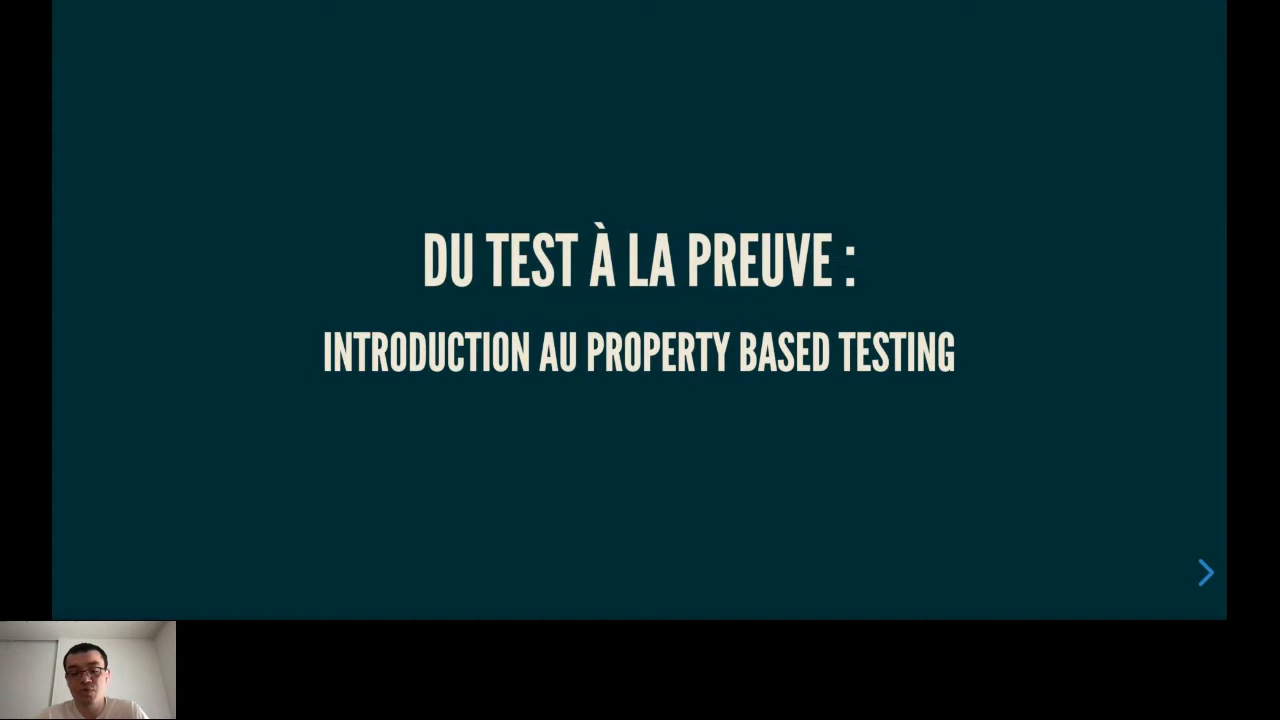 DU TEST À LA PREUVE :
INTRODUCTION AU PROPERTY BASED TESTING